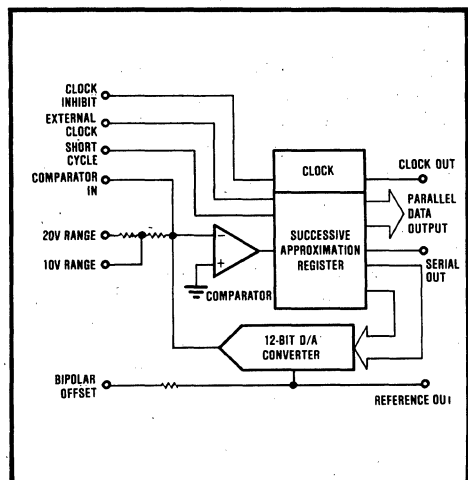 CLOCK
INHIBIT
EXTERNAL
CLOCK
SHORT
CYCLE
COMPARATOR
IN
20V RANGE
10V RANGE
BIPOLAR
OFFSET
CLOCK
SUCCESSIVE
APPROXIMATION
REGISTER
−
+
COMPARATOR
12-BIT D/A
CONVERTER
CLOCK OUT
PARALLEL
DATA
OUTPUT
SERIAL
OUT
REFERENCE OUT